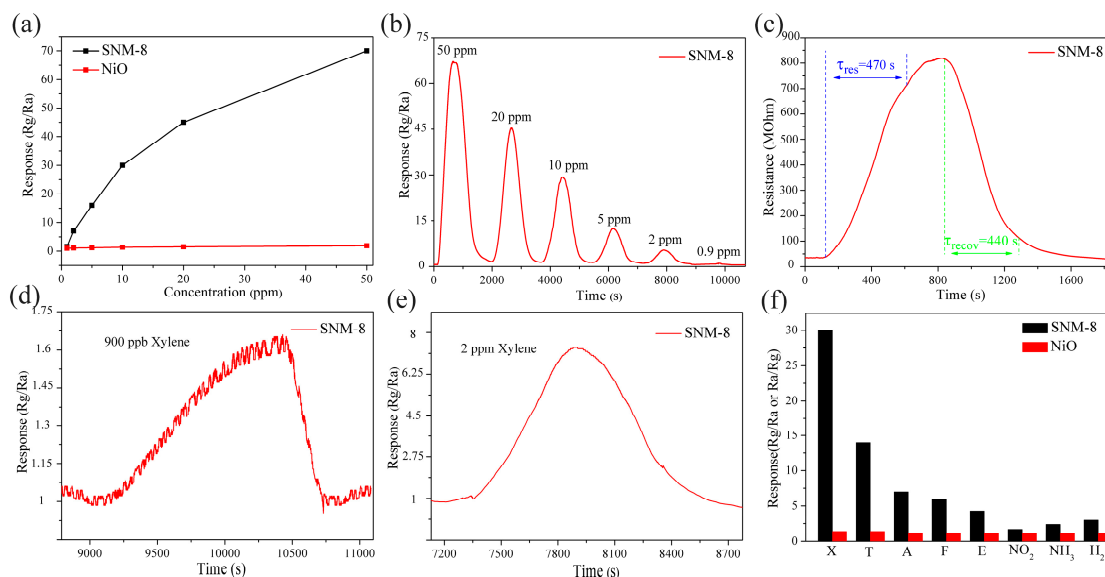 (a)
SNM-8
NiO
70
60
50
40
30
20
10
0
Response (Rg/Ra)
0 10 20 30 40 50
Concentration (ppm)
(b)
SNM-8
50 ppm
20 ppm
10 ppm
5 ppm
2 ppm
0.9 ppm
75
60
45
30
15
0
Response (Rg/Ra)
0 2000 4000 6000 8000 10000
Time (s)
(c)
SNM-8
τres=470 s
τrecov=440 s
900
800
700
600
500
400
300
200
100
0
Resistance (MOhm)
0 400 800 1200 1600
Time (s)
(d)
SNM-8
900 ppb Xylene
1.75
1.6
1.45
1.3
1.15
1
Response (Rg/Ra)
9000 9500 10000 10500 11000
Time (s)
(e)
SNM-8
2 ppm Xylene
8
6.25
4.5
2.75
1
Response (Rg/Ra)
7200 7500 7800 8100 8400 8700
Time (s)
(f)
SNM-8
NiO
30
25
20
15
10
5
0
Response(Rg/Ra or Ra/Rg)
X T A F E NO2 NH3 H2